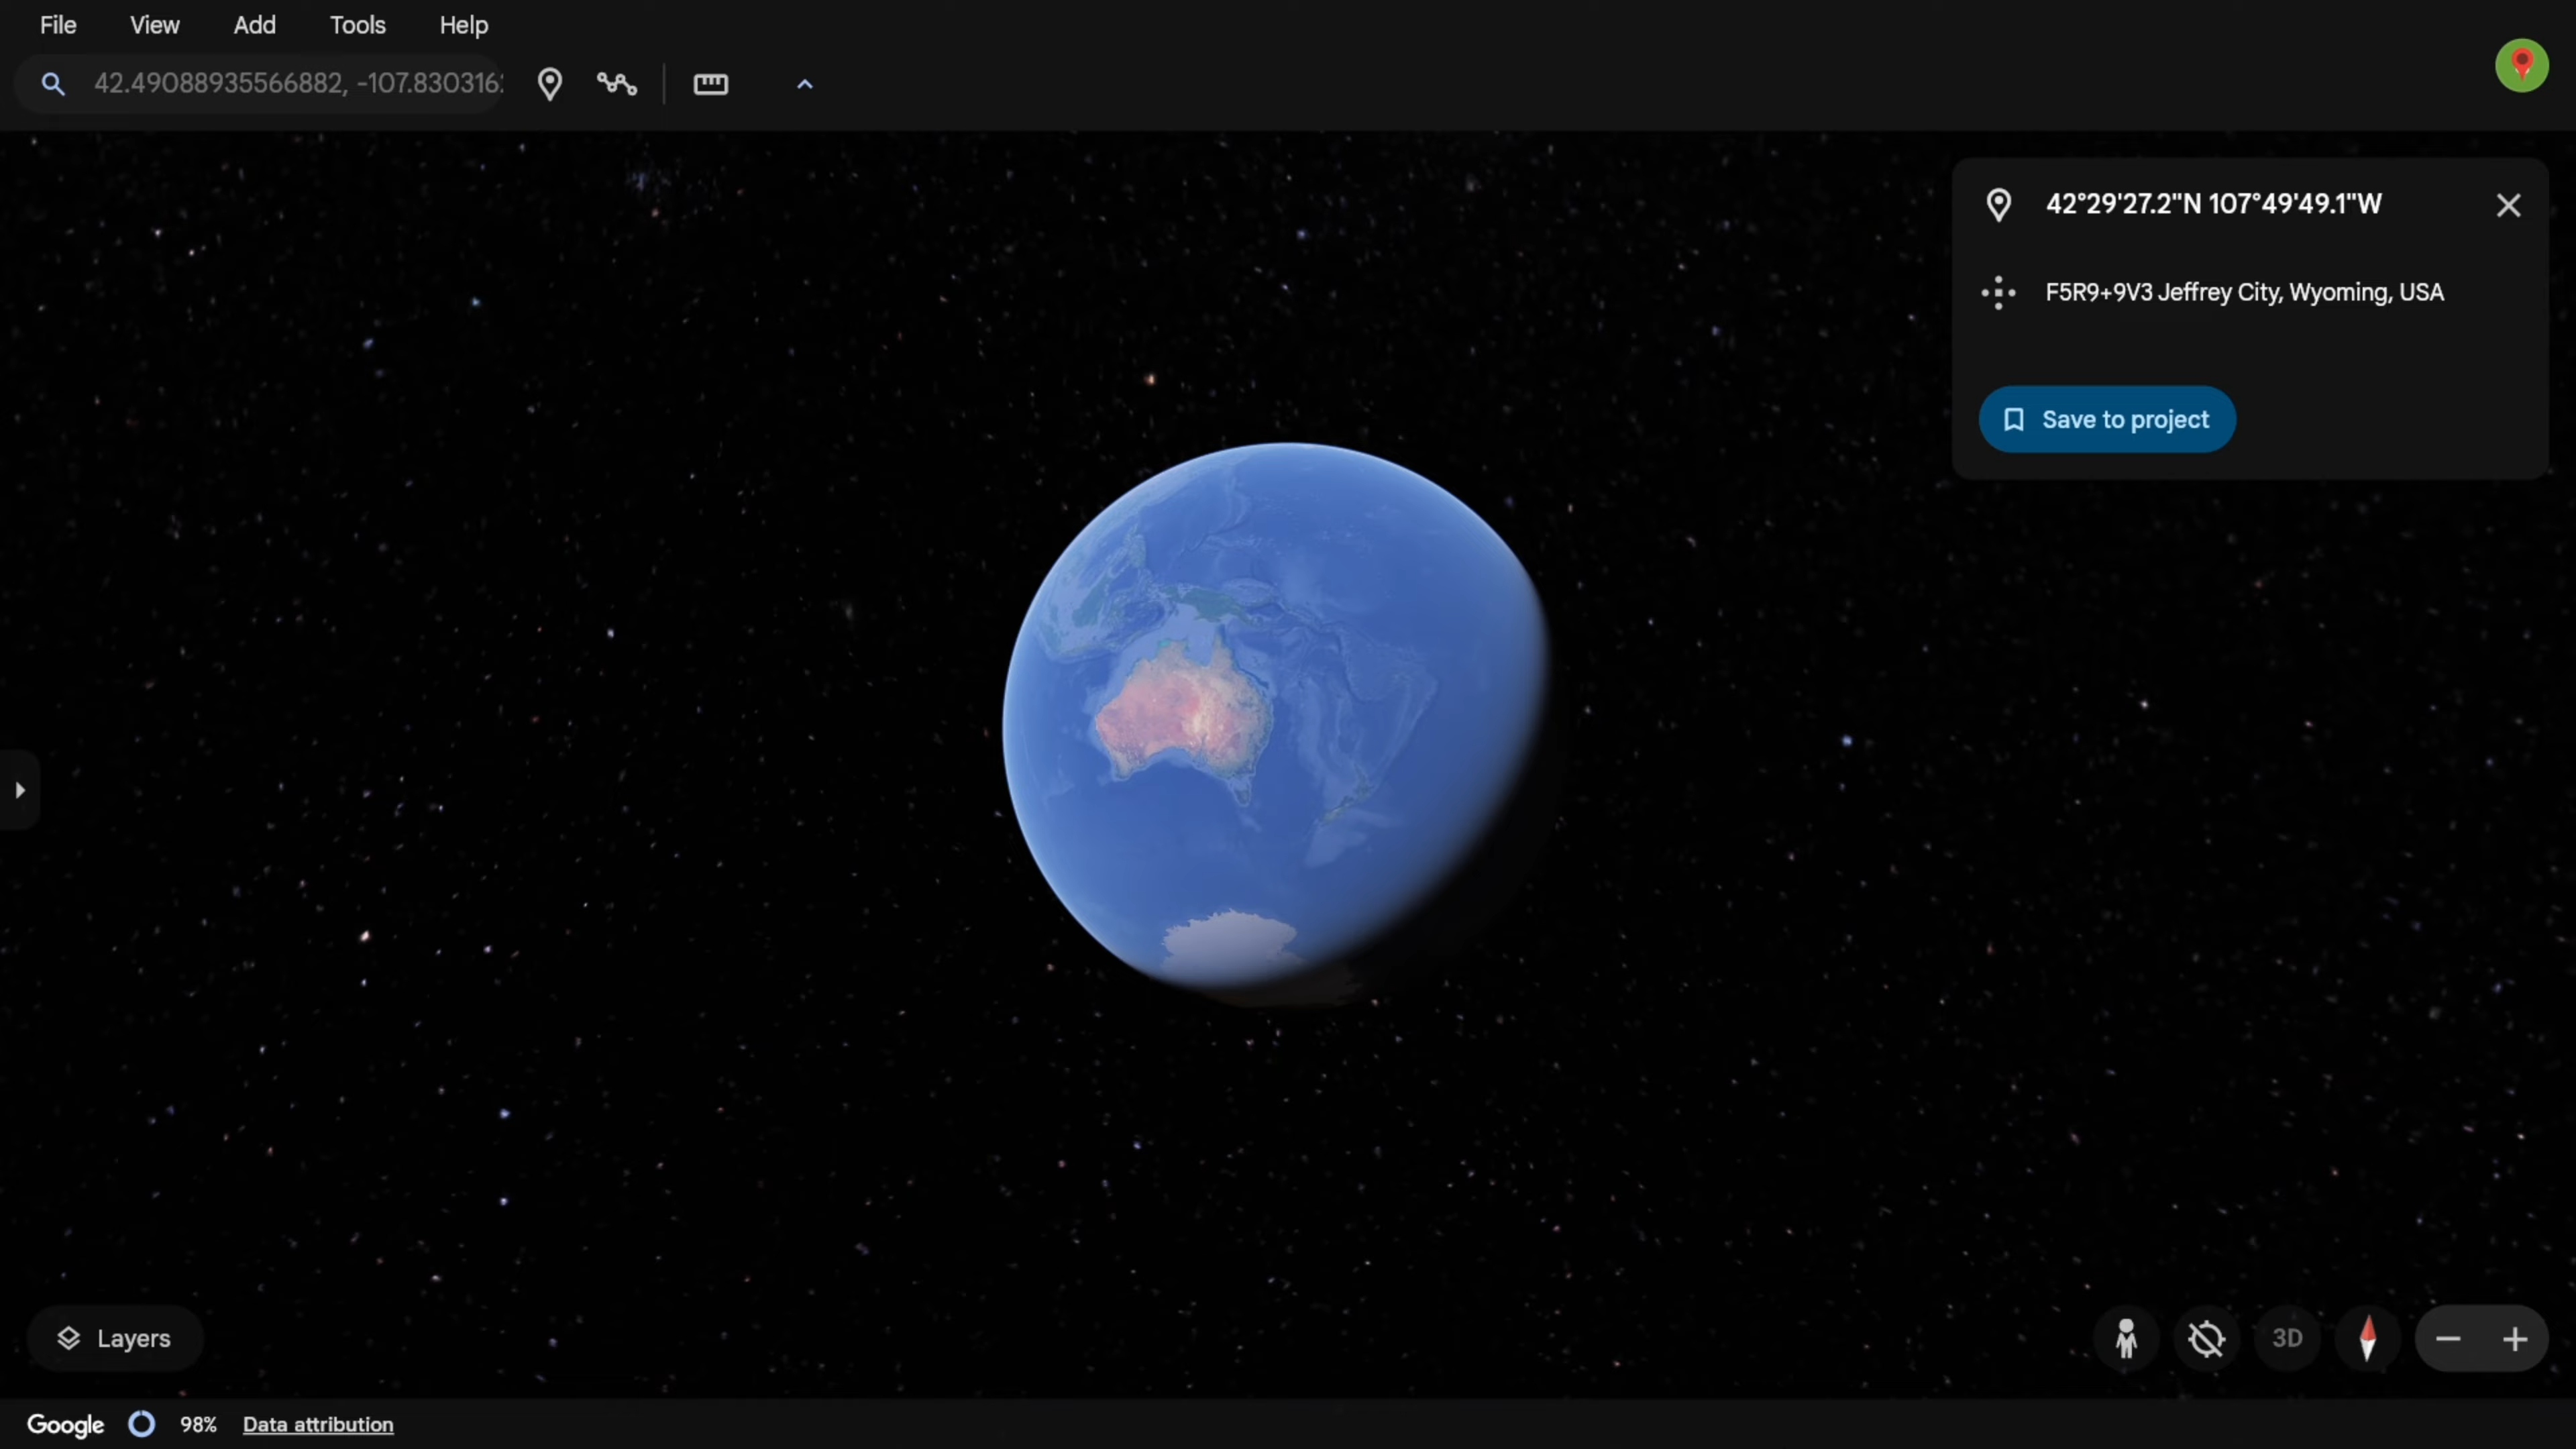 File View Add Tools Help
42.49088935566882, -107.830316
42°29'27.2"N 107°49'49.1"W
F5R9+9V3 Jeffrey City, Wyoming, USA
Save to project
Layers
3D
Google 98% Data attribution